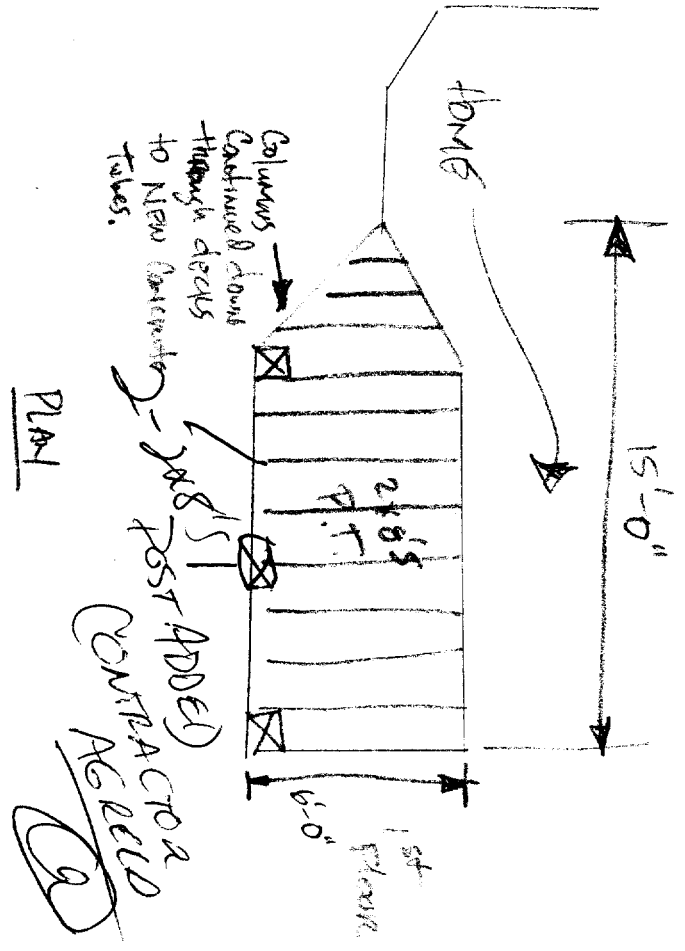 HOME
15'-0"
Columns
Continued down
through decks
to NEW Concrete
Tubes.
2x8's
P.T.
2-2x8's
POST ADDED
CONTRACTOR
AGREED
6'-0"
1st
Floor
PLAN